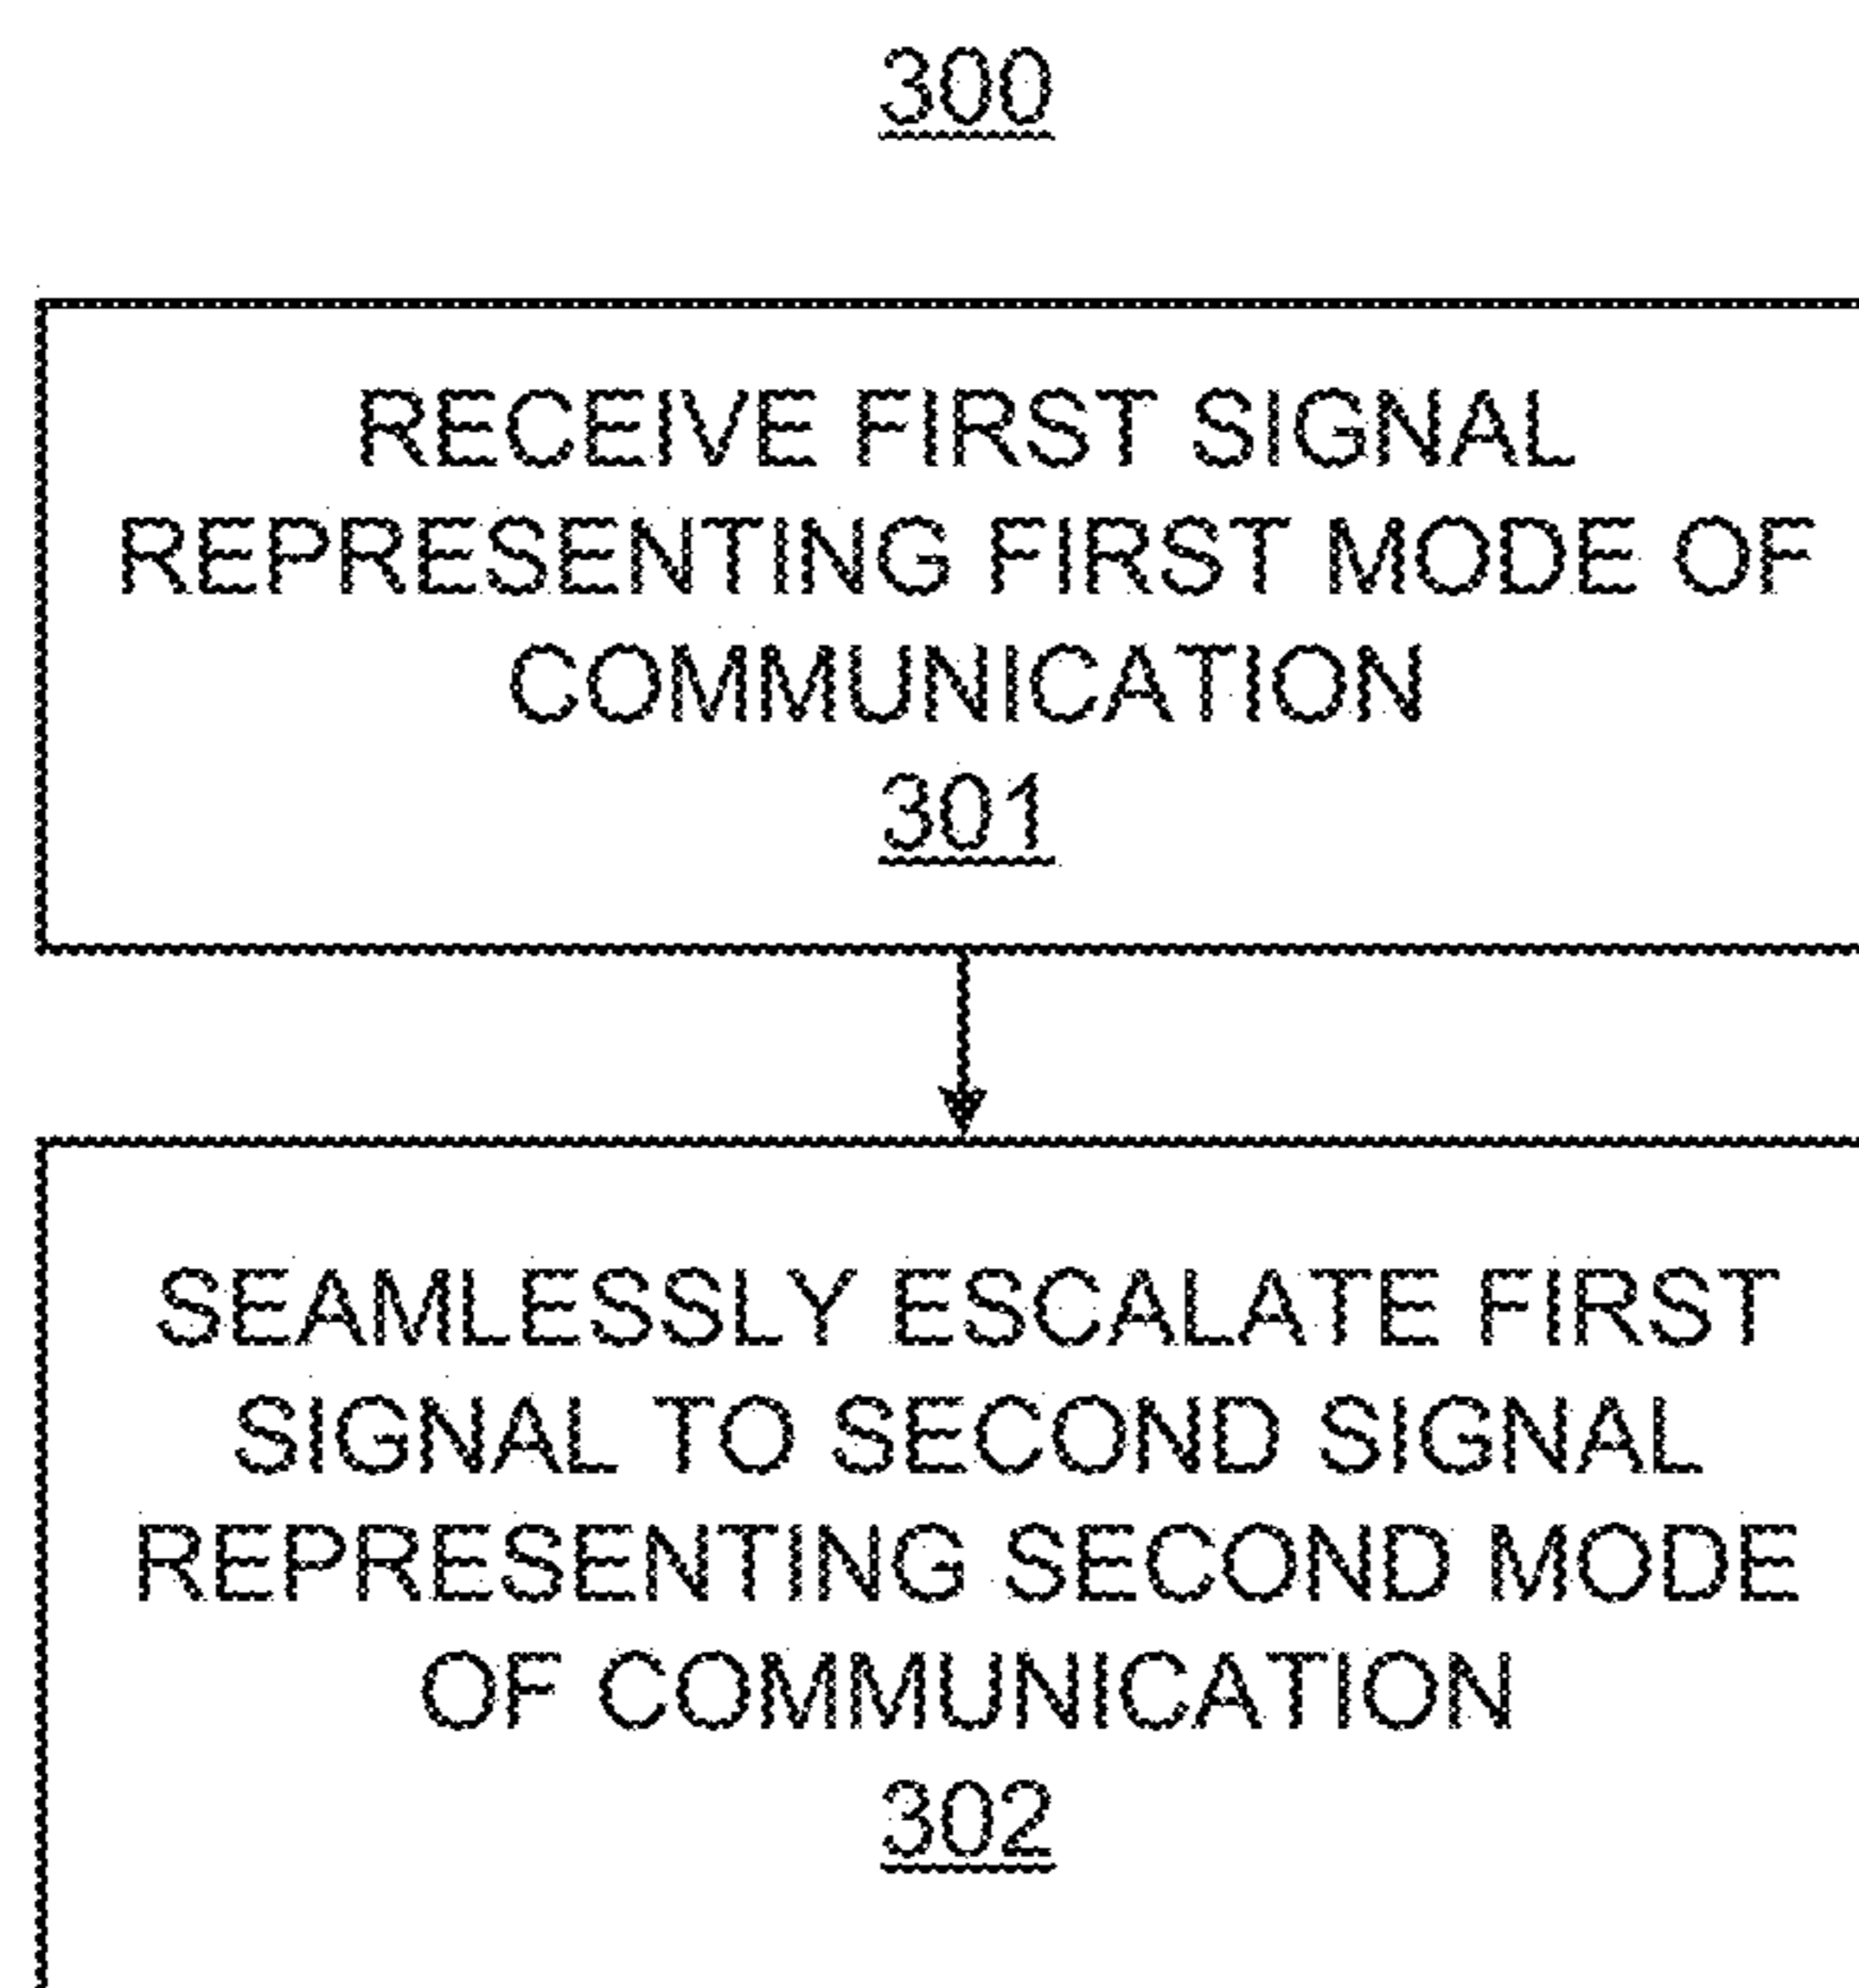 300
RECEIVE FIRST SIGNAL
REPRESENTING FIRST MODE OF
COMMUNICATION
301
SEAMLESSLY ESCALATE FIRST
SIGNAL TO SECOND SIGNAL
REPRESENTING SECOND MODE
OF COMMUNICATION
302